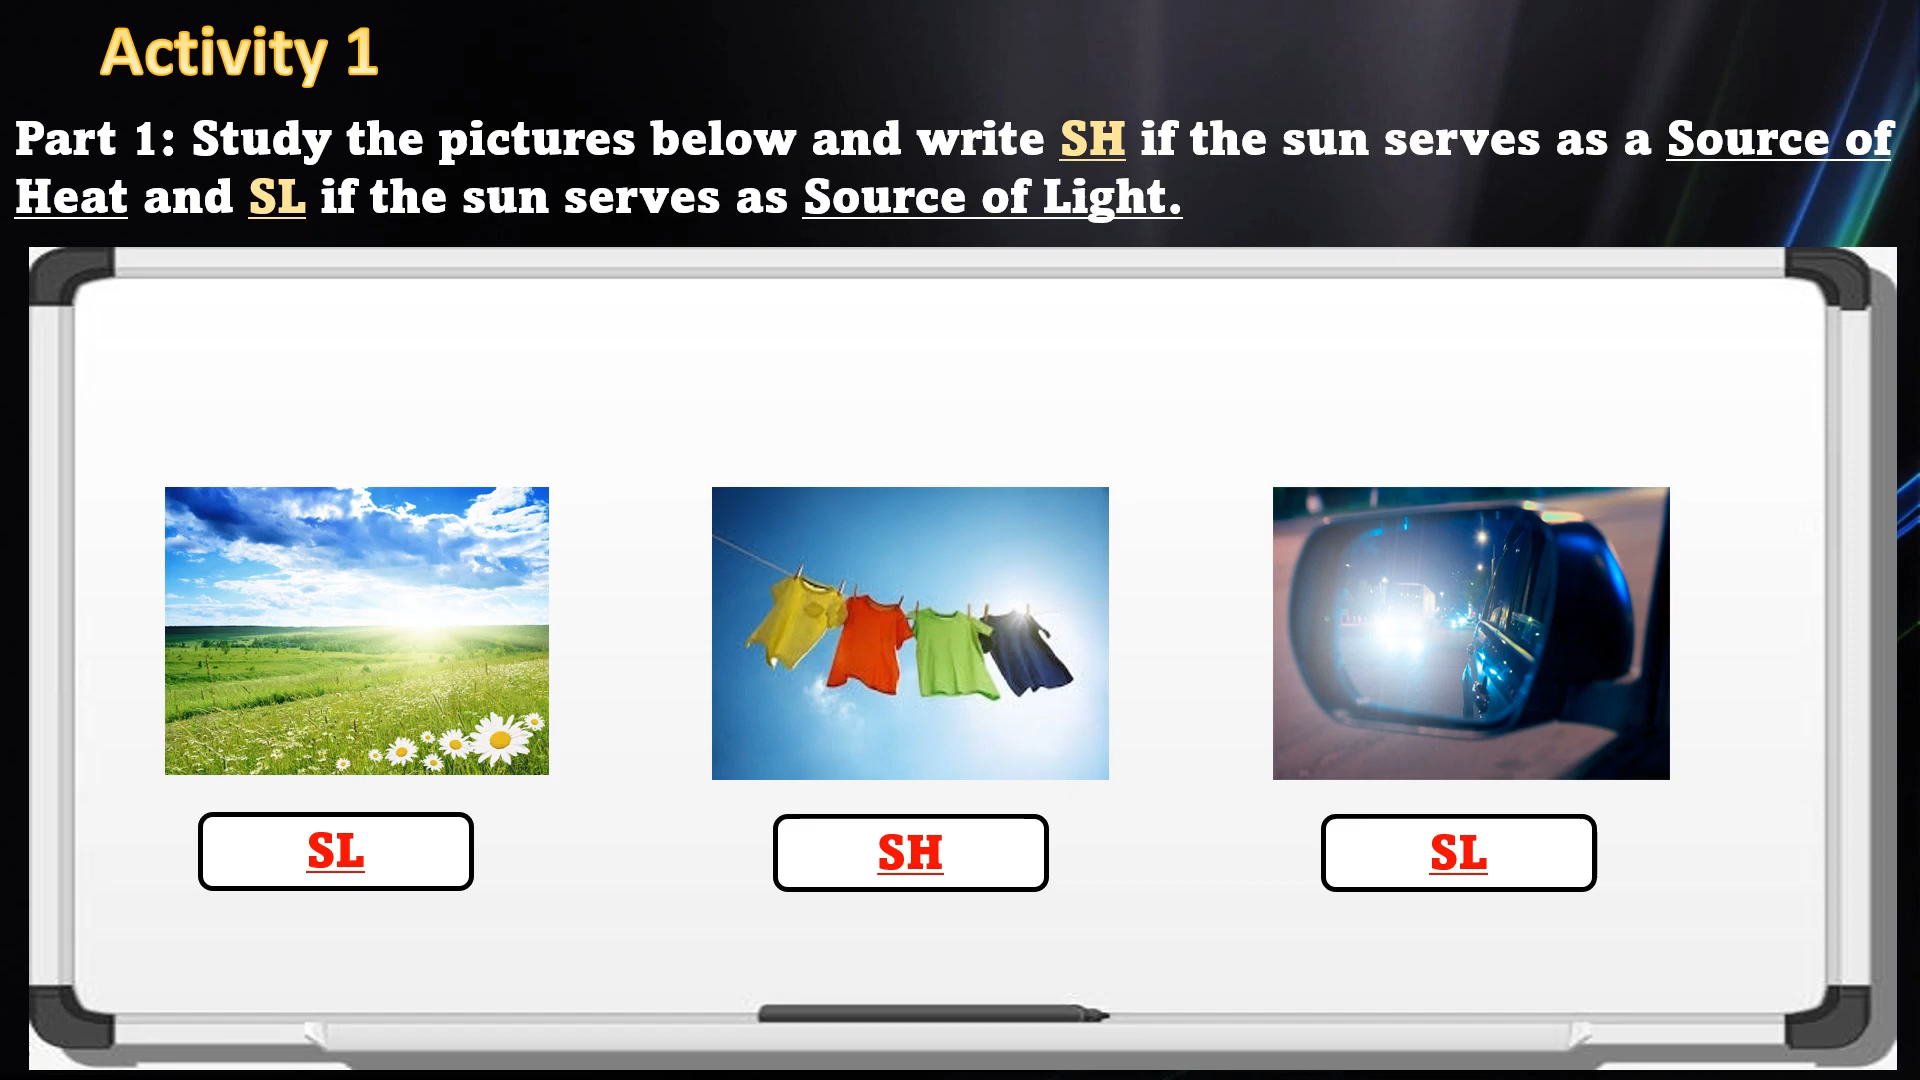 Activity 1
Part 1: Study the pictures below and write SH if the sun serves as a Source of
Heat and SL if the sun serves as Source of Light.
SL
SH
SL